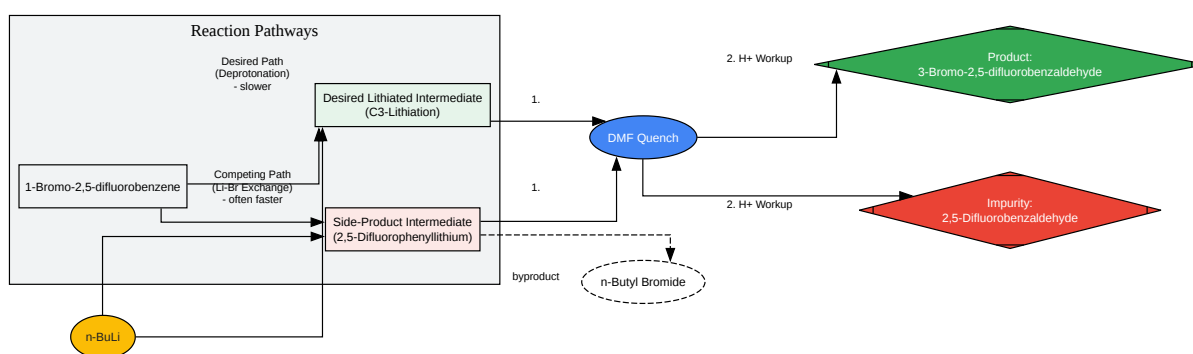 Reaction Pathways
Desired Path
(Deprotonation)
- slower
Desired Lithiated Intermediate
(C3-Lithiation)
1-Bromo-2,5-difluorobenzene
Competing Path
(Li-Br Exchange)
- often faster
Side-Product Intermediate
(2,5-Difluorophenyllithium)
n-BuLi
1.
1.
DMF Quench
byproduct
n-Butyl Bromide
2. H+ Workup
2. H+ Workup
Product:
3-Bromo-2,5-difluorobenzaldehyde
Impurity:
2,5-Difluorobenzaldehyde